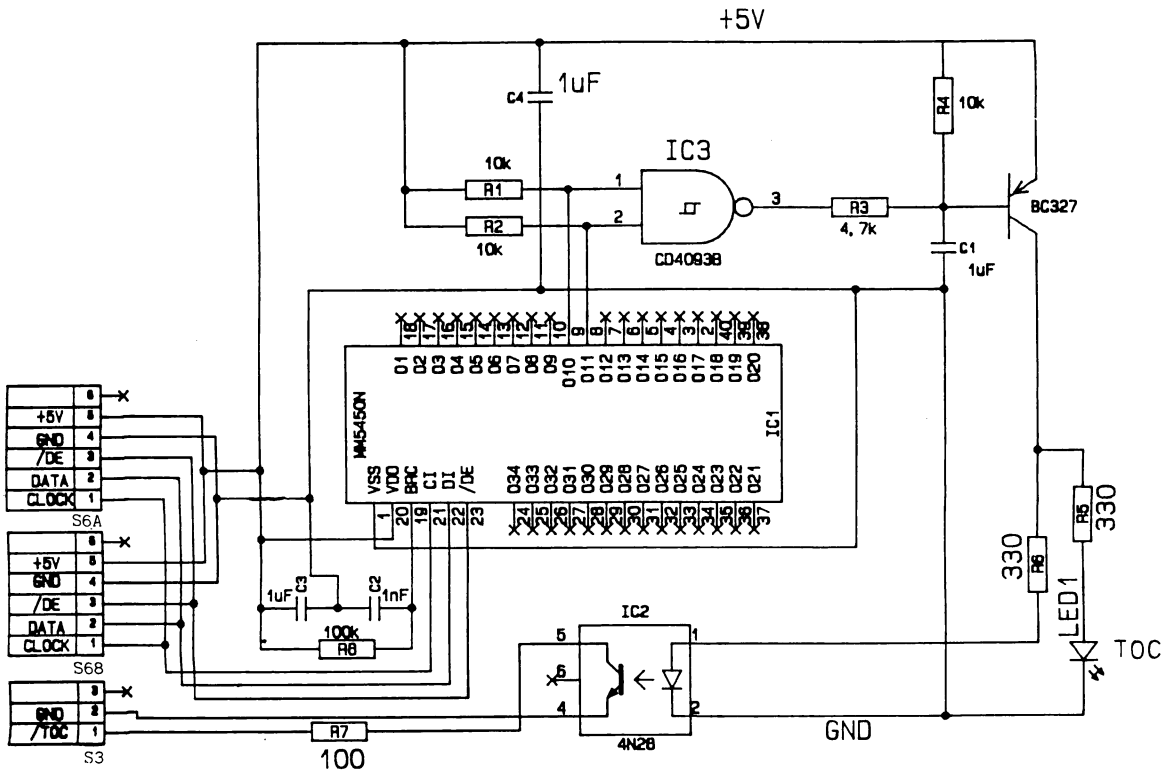 +5V
C4
1uF
R4
10k
IC3
10k
R1
1
R2
10k
2
3
R3
4,7k
BC327
CD4093B
C1
1uF
18 17 16 15 14 13 12 11 10 9 8 7 6 5 4 3 2 40 39 38
O1 O2 O3 O4 O5 O6 O7 O8 O9 O10 O11 O12 O13 O14 O15 O16 O17 O18 O19 O20
MM5450N
IC1
VSS VDD BRC CI DI /DE
O34 O33 O32 O31 O30 O29 O28 O27 O26 O25 O24 O23 O22 O21
1 20 19 21 22 23
24 25 26 27 28 29 30 31 32 33 34 35 36 37
6
+5V 5
GND 4
/DE 3
DATA 2
CLOCK 1
S6A
6
+5V 5
GND 4
/DE 3
DATA 2
CLOCK 1
S6B
1uF
C3
C2
1nF
100k
R8
330
R6
R5
330
LED1
TOC
IC2
5
6
4
1
2
4N28
GND
3
GND 2
/TOC 1
S3
R7
100